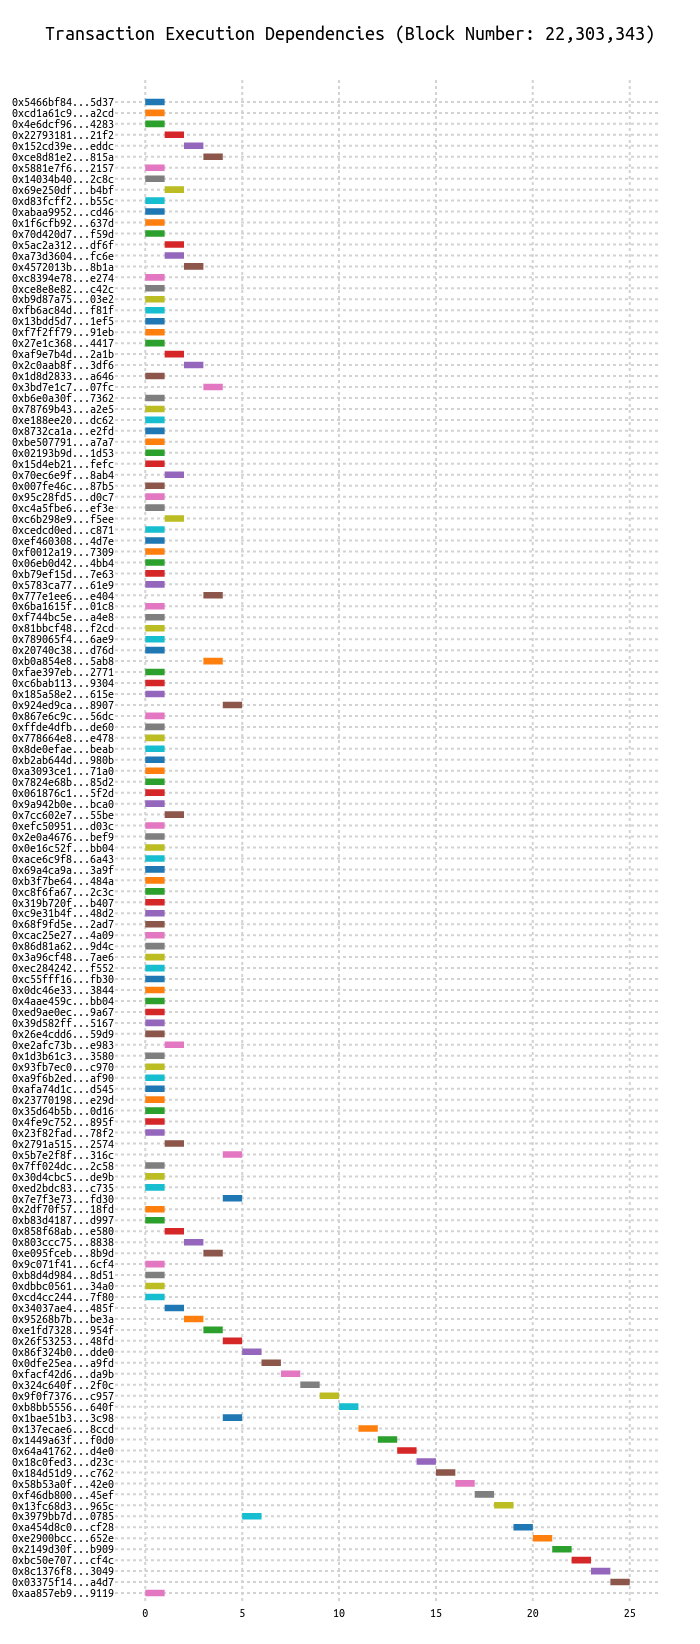 Transaction Execution Dependencies (Block Number: 22,303,343)
0x5466bf84...5d37
0xcd1a61c9...a2cd
0x4e6dcf96...4283
0x22793181...21f2
0x152cd39e...eddc
0xce8d81e2...815a
0x5881e7f6...2157
0x14034b40...2c8c
0x69e250df...b4bf
0xd83fcff2...b55c
0xabaa9952...cd46
0x1f6cfb92...637d
0x70d420d7...f59d
0x5ac2a312...df6f
0xa73d3604...fc6e
0x4572013b...8b1a
0xc8394e78...e274
0xce8e8e82...c42c
0xb9d87a75...03e2
0xfb6ac84d...f81f
0x13bdd5d7...1ef5
0xf7f2ff79...91eb
0x27e1c368...4417
0xaf9e7b4d...2a1b
0x2c0aab8f...3df6
0x1d8d2833...a646
0x3bd7e1c7...07fc
0xb6e0a30f...7362
0x78769b43...a2e5
0xe188ee20...dc62
0x8732ca1a...e2fd
0xbe507791...a7a7
0x02193b9d...1d53
0x15d4eb21...fefc
0x70ec6e9f...8ab4
0x007fe46c...87b5
0x95c28fd5...d0c7
0xc4a5fbe6...ef3e
0xc6b298e9...f5ee
0xcedcd0ed...c871
0xef460308...4d7e
0xf0012a19...7309
0x06eb0d42...4bb4
0xb79ef15d...7e63
0x5783ca77...61e9
0x777e1ee6...e404
0x6ba1615f...01c8
0xf744bc5e...a4e8
0x81bbcf48...f2cd
0x789065f4...6ae9
0x20740c38...d76d
0xb0a854e8...5ab8
0xfae397eb...2771
0xc6bab113...9304
0x185a58e2...615e
0x924ed9ca...8907
0x867e6c9c...56dc
0xffde4dfb...de60
0x778664e8...e478
0x8de0efae...beab
0xb2ab644d...980b
0xa3093ce1...71a0
0x7824e68b...85d2
0x061876c1...5f2d
0x9a942b0e...bca0
0x7cc602e7...55be
0xefc50951...d03c
0x2e0a4676...bef9
0x0e16c52f...bb04
0xace6c9f8...6a43
0x69a4ca9a...3a9f
0xb3f7be64...484a
0xc8f6fa67...2c3c
0x319b720f...b407
0xc9e31b4f...48d2
0x68f9fd5e...2ad7
0xcac25e27...4a09
0x86d81a62...9d4c
0x3a96cf48...7ae6
0xec284242...f552
0xc55fff16...fb30
0x0dc46e33...3844
0x4aae459c...bb04
0xed9ae0ec...9a67
0x39d582ff...5167
0x26e4cdd6...59d9
0xe2afc73b...e983
0x1d3b61c3...3580
0x93fb7ec0...c970
0xa9f6b2ed...af90
0xafa74d1c...d545
0x23770198...e29d
0x35d64b5b...0d16
0x4fe9c752...895f
0x23f82fad...78f2
0x2791a515...2574
0x5b7e2f8f...316c
0x7ff024dc...2c58
0x30d4cbc5...de9b
0xed2bdc83...c735
0x7e7f3e73...fd30
0x2df70f57...18fd
0xb83d4187...d997
0x858f68ab...e580
0x803ccc75...8838
0xe095fceb...8b9d
0x9c071f41...6cf4
0xb8d4d984...8d51
0xdbbc0561...34a0
0xcd4cc244...7f80
0x34037ae4...485f
0x95268b7b...be3a
0xe1fd7328...954f
0x26f53253...48fd
0x86f324b0...dde0
0x0dfe25ea...a9fd
0xfacf42d6...da9b
0x324c640f...2f0c
0x9f0f7376...c957
0xb8bb5556...640f
0x1bae51b3...3c98
0x137ecae6...8ccd
0x1449a63f...f0d0
0x64a41762...d4e0
0x18c0fed3...d23c
0x184d51d9...c762
0x58b53a0f...42e0
0xf46db800...45ef
0x13fc68d3...965c
0x3979bb7d...0785
0xa454d8c0...cf28
0xe2900bcc...652e
0x2149d30f...b909
0xbc50e707...cf4c
0x8c1376f8...3049
0x03375f14...a4d7
0xaa857eb9...9119
0 5 10 15 20 25